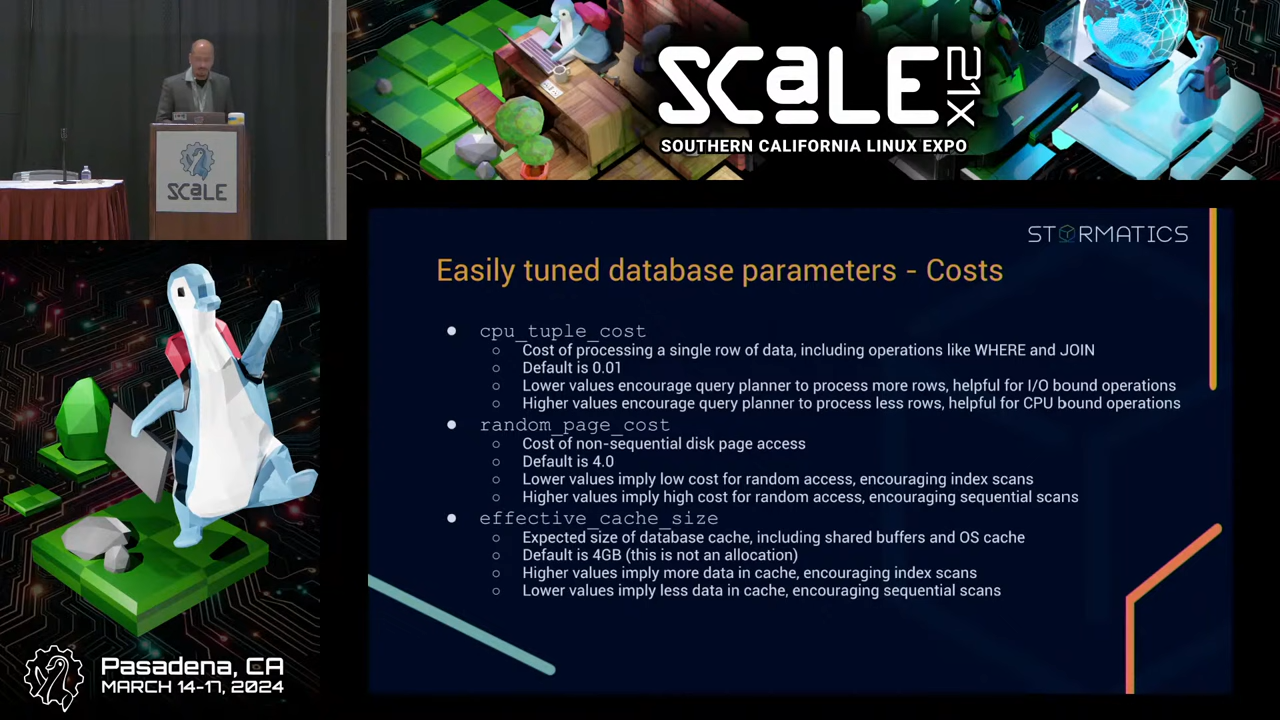 SCaLE 21X
SOUTHERN CALIFORNIA LINUX EXPO
SCaLE
STORMATICS
Easily tuned database parameters - Costs
● cpu_tuple_cost
○ Cost of processing a single row of data, including operations like WHERE and JOIN
○ Default is 0.01
○ Lower values encourage query planner to process more rows, helpful for I/O bound operations
○ Higher values encourage query planner to process less rows, helpful for CPU bound operations
● random_page_cost
○ Cost of non-sequential disk page access
○ Default is 4.0
○ Lower values imply low cost for random access, encouraging index scans
○ Higher values imply high cost for random access, encouraging sequential scans
● effective_cache_size
○ Expected size of database cache, including shared buffers and OS cache
○ Default is 4GB (this is not an allocation)
○ Higher values imply more data in cache, encouraging index scans
○ Lower values imply less data in cache, encouraging sequential scans
Pasadena, CA
MARCH 14-17, 2024